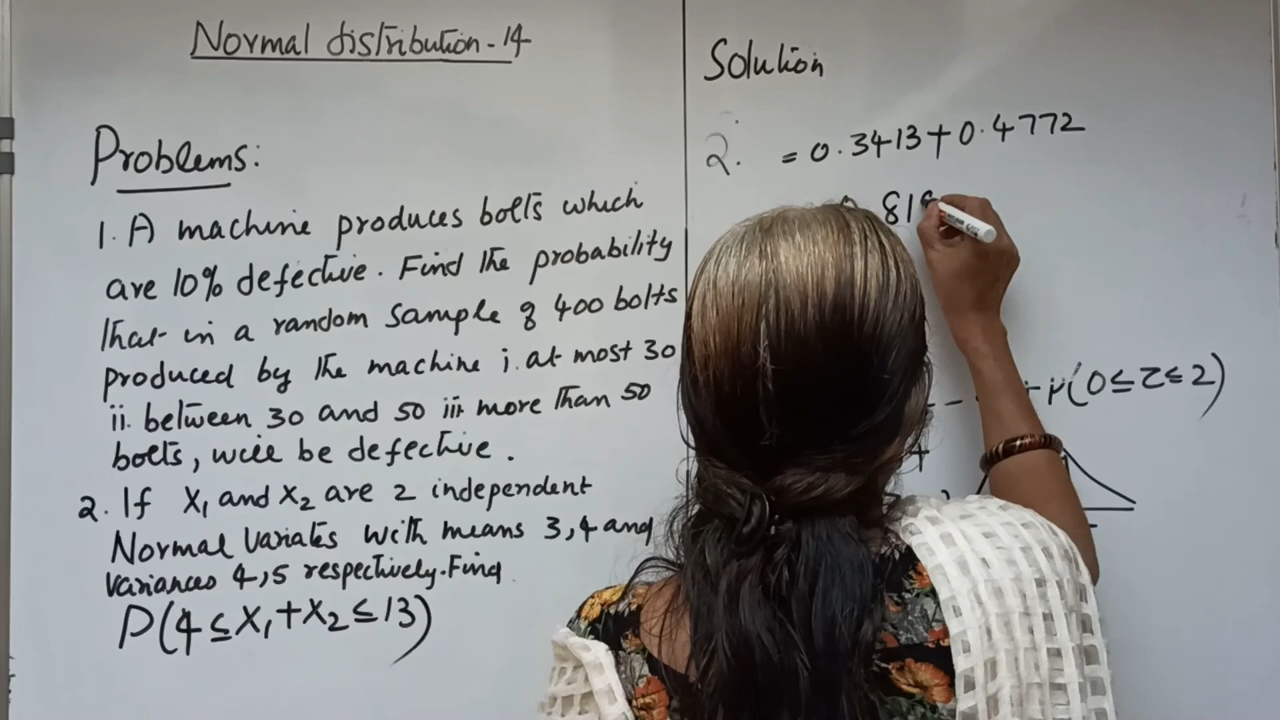 Normal distribution - 14
Problems:
1. A machine produces bolts which
are 10% defective. Find the probability
that in a random sample of 400 bolts
produced by the machine i. at most 30
ii. between 30 and 50 iii. more than 50
bolts, will be defective.
2. If X₁ and X₂ are 2 independent
Normal Variates with means 3,4 and
Variances 4,5 respectively. Find
P(4 ≤ X₁ + X₂ ≤ 13)
Solution
2. = 0.3413 + 0.4772
818
+ P(0 ≤ Z ≤ 2)